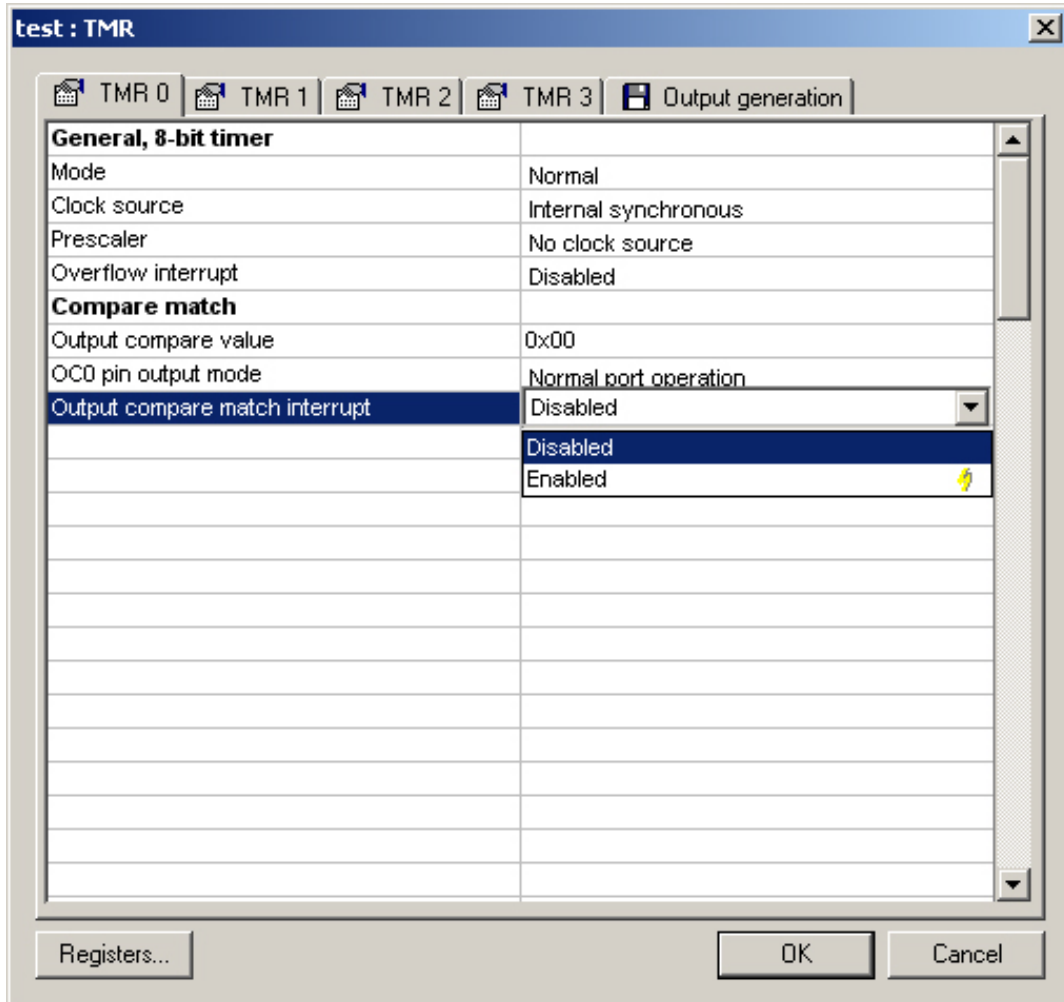 test : TMR
TMR 0 TMR 1 TMR 2 TMR 3 Output generation
General, 8-bit timer
Mode Normal
Clock source Internal synchronous
Prescaler No clock source
Overflow interrupt Disabled
Compare match
Output compare value 0x00
OC0 pin output mode Normal port operation
Output compare match interrupt Disabled
Disabled
Enabled
Registers... OK Cancel